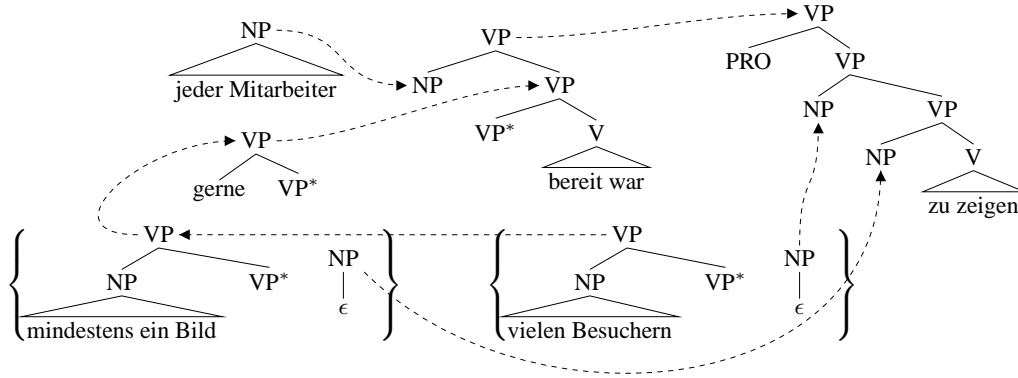 VP
NP VP
jeder Mitarbeiter NP VP PRO VP
VP* V NP VP
VP bereit war NP V
gerne VP* zu zeigen
VP NP VP NP
NP VP* ϵ NP VP* ϵ
mindestens ein Bild vielen Besuchern